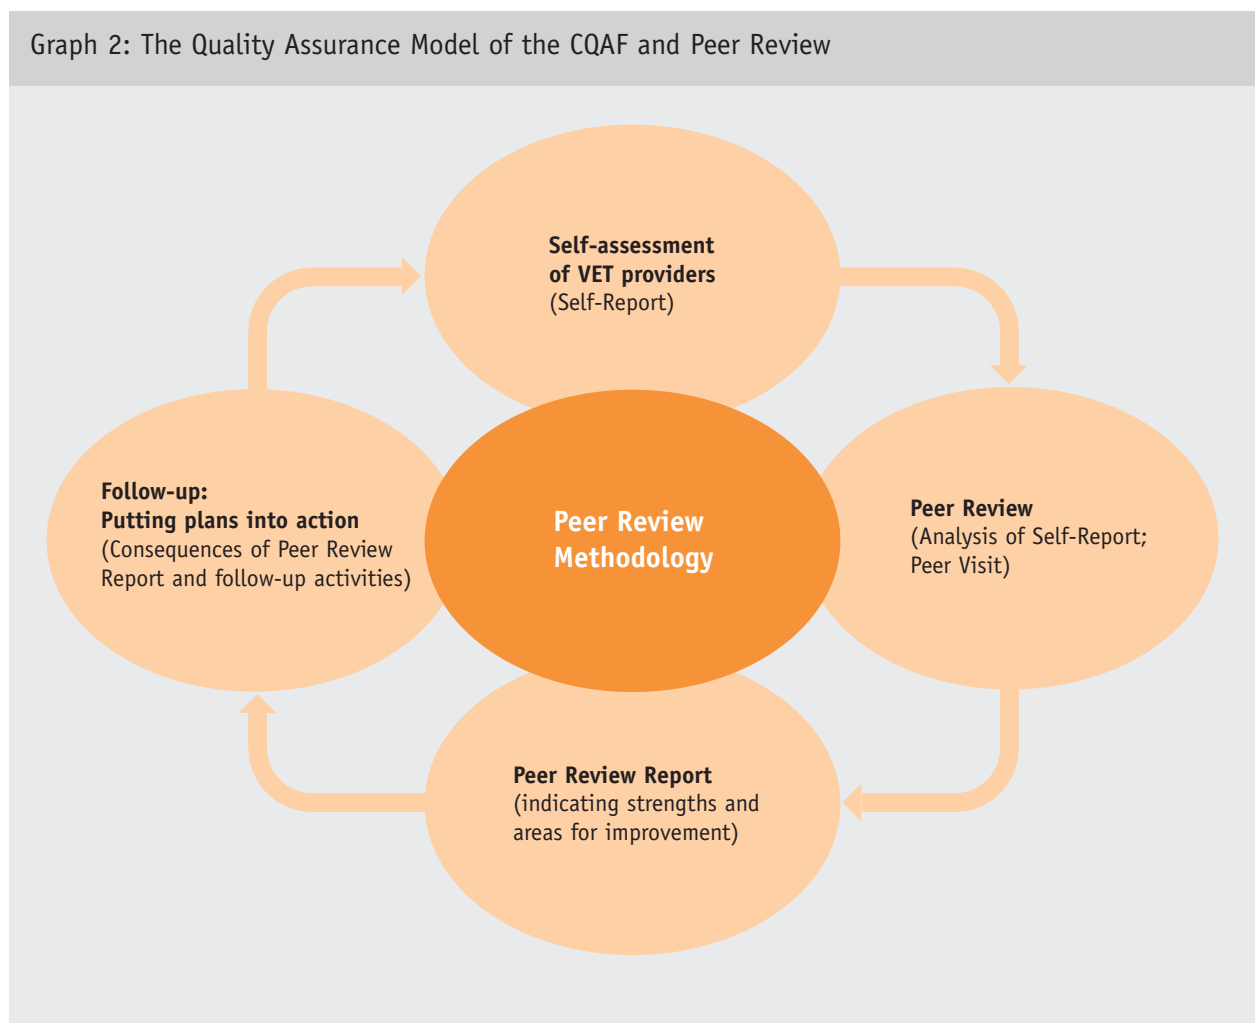 Graph 2: The Quality Assurance Model of the CQAF and Peer Review
Self-assessment
of VET providers
(Self-Report)
Follow-up:
Putting plans into action
(Consequences of Peer Review
Report and follow-up activities)
Peer Review
Methodology
Peer Review
(Analysis of Self-Report;
Peer Visit)
Peer Review Report
(indicating strengths and
areas for improvement)